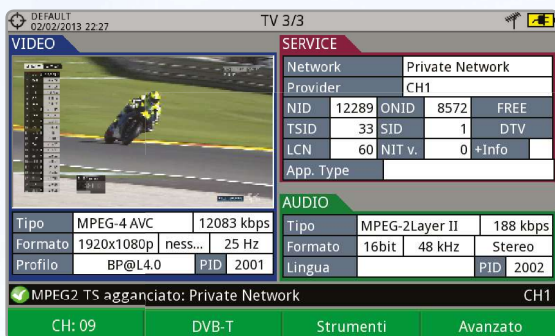 DEFAULT
02/02/2013 22:27
TV 3/3
VIDEO
Tipo MPEG-4 AVC 12083 kbps
Formato 1920x1080p ness... 25 Hz
Profilo BP@L4.0 PID 2001
SERVICE
Network Private Network
Provider CH1
NID 12289 ONID 8572 FREE
TSID 33 SID 1 DTV
LCN 60 NIT v. 0 +Info
App. Type
AUDIO
Tipo MPEG-2Layer II 188 kbps
Formato 16bit 48 kHz Stereo
Lingua PID 2002
MPEG2 TS agganciato: Private Network CH1
CH: 09 DVB-T Strumenti Avanzato